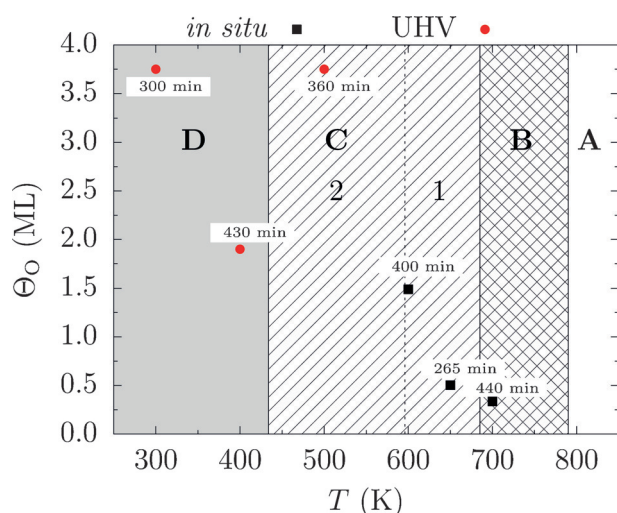 in situ UHV
4.0
3.5
3.0
2.5
2.0
1.5
1.0
0.5
0.0
Θ_O (ML)
300 min
360 min
D
C
B
A
2
1
430 min
400 min
265 min
440 min
300 400 500 600 700 800
T (K)